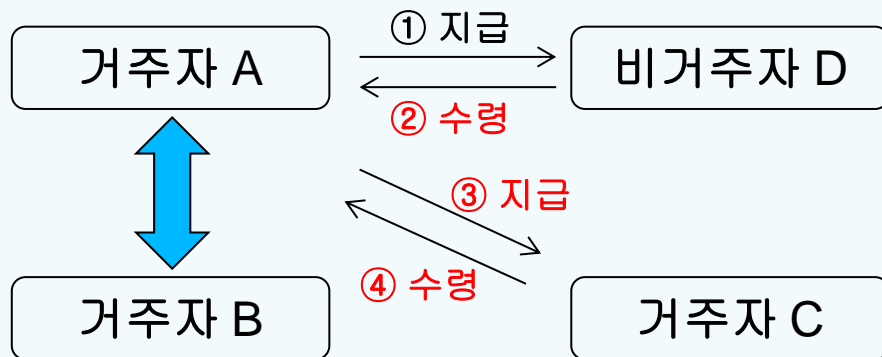 거주자 A
① 지급
비거주자 D
② 수령
③ 지급
④ 수령
거주자 B
거주자 C